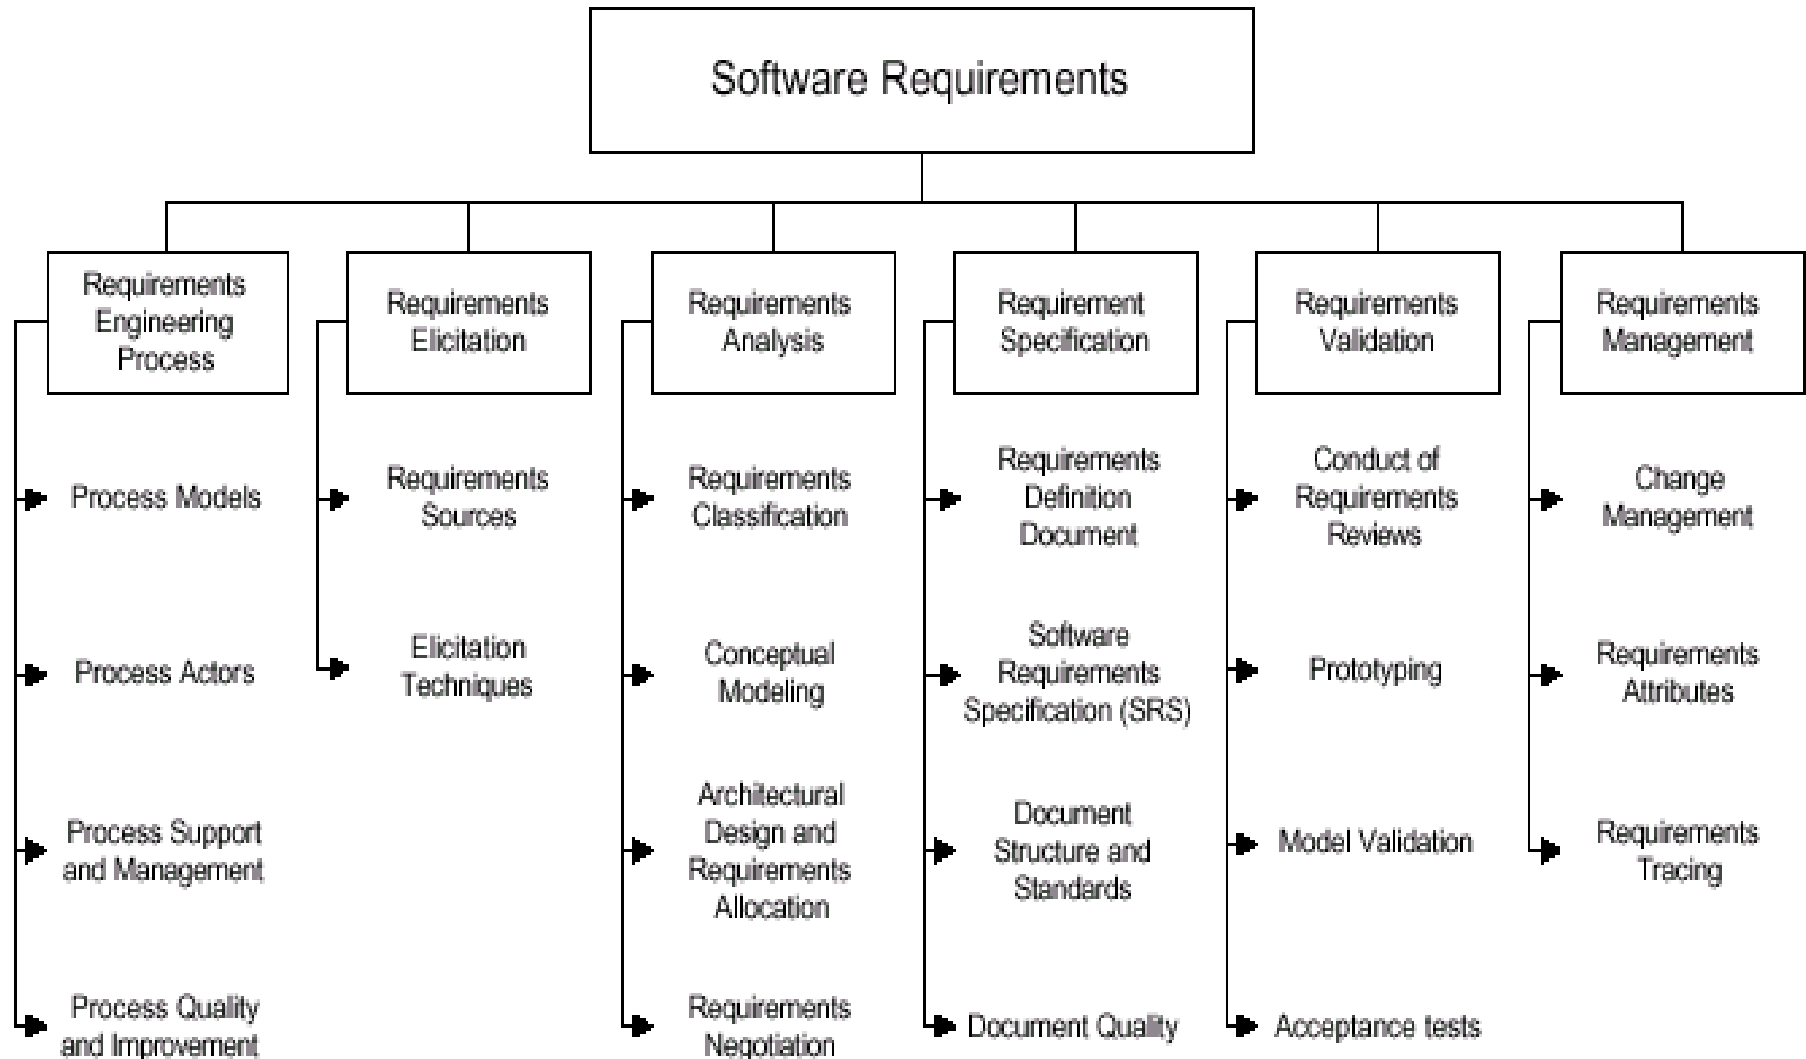 Software Requirements
Requirements
Engineering
Process
Process Models
Process Actors
Process Support
and Management
Process Quality
and Improvement
Requirements
Elicitation
Requirements
Sources
Elicitation
Techniques
Requirements
Analysis
Requirements
Classification
Conceptual
Modeling
Architectural
Design and
Requirements
Allocation
Requirements
Negotiation
Requirement
Specification
Requirements
Definition
Document
Software
Requirements
Specification (SRS)
Document
Structure and
Standards
Document Quality
Requirements
Validation
Conduct of
Requirements
Reviews
Prototyping
Model Validation
Acceptance tests
Requirements
Management
Change
Management
Requirements
Attributes
Requirements
Tracing